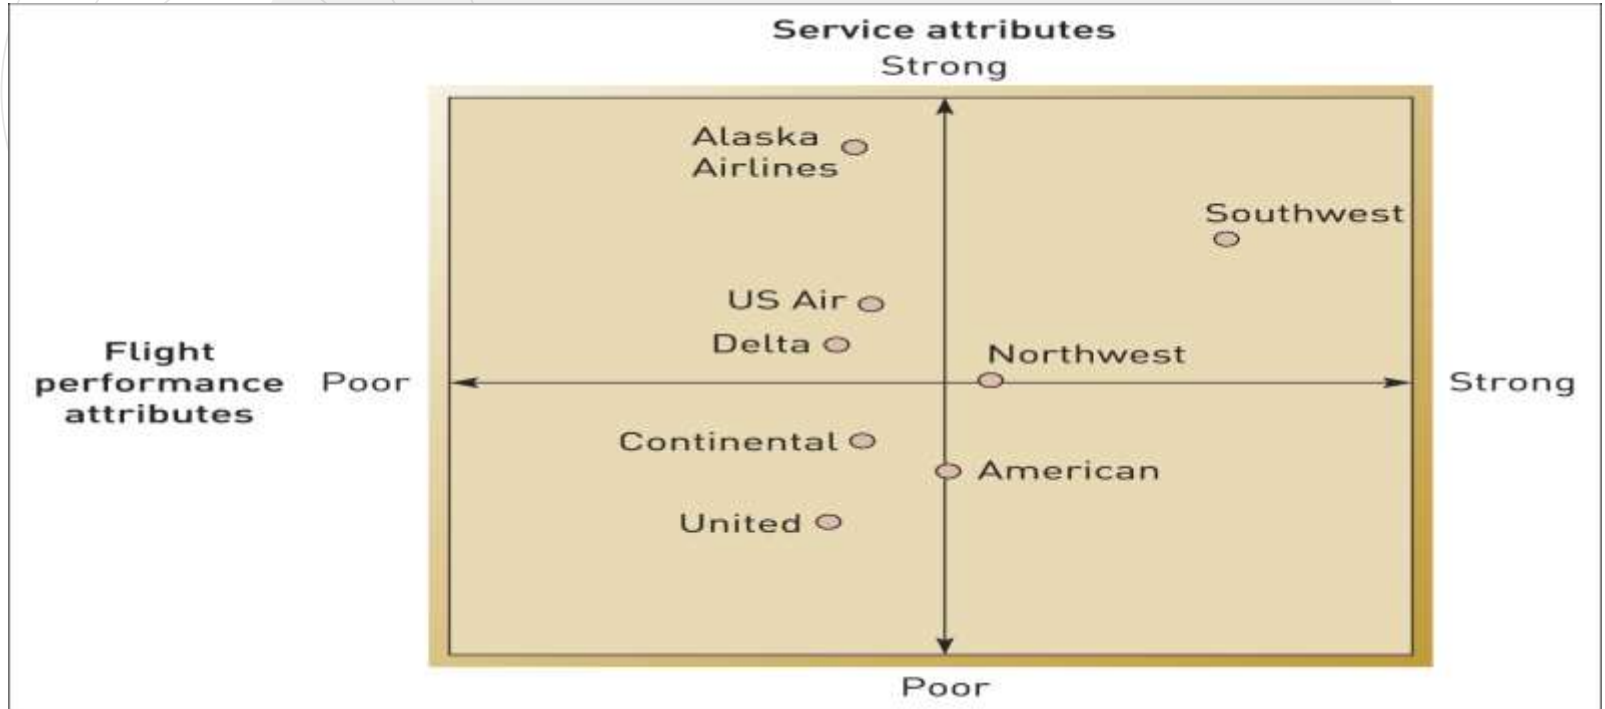 Service attributes
Strong
Alaska
Airlines
Southwest
US Air
Delta
Northwest
Flight
performance
attributes
Poor
Strong
Continental
American
United
Poor